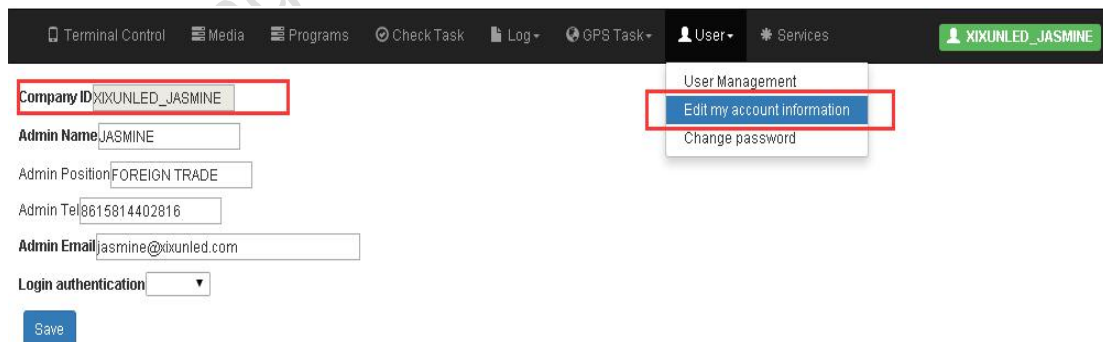 Terminal Control Media Programs Check Task Log GPS Task User Services XIXUNLED_JASMINE
User Management
Edit my account information
Change password
Company ID XIXUNLED_JASMINE
Admin Name JASMINE
Admin Position FOREIGN TRADE
Admin Tel 8615814402816
Admin Email jasmine@xixunled.com
Login authentication
Save